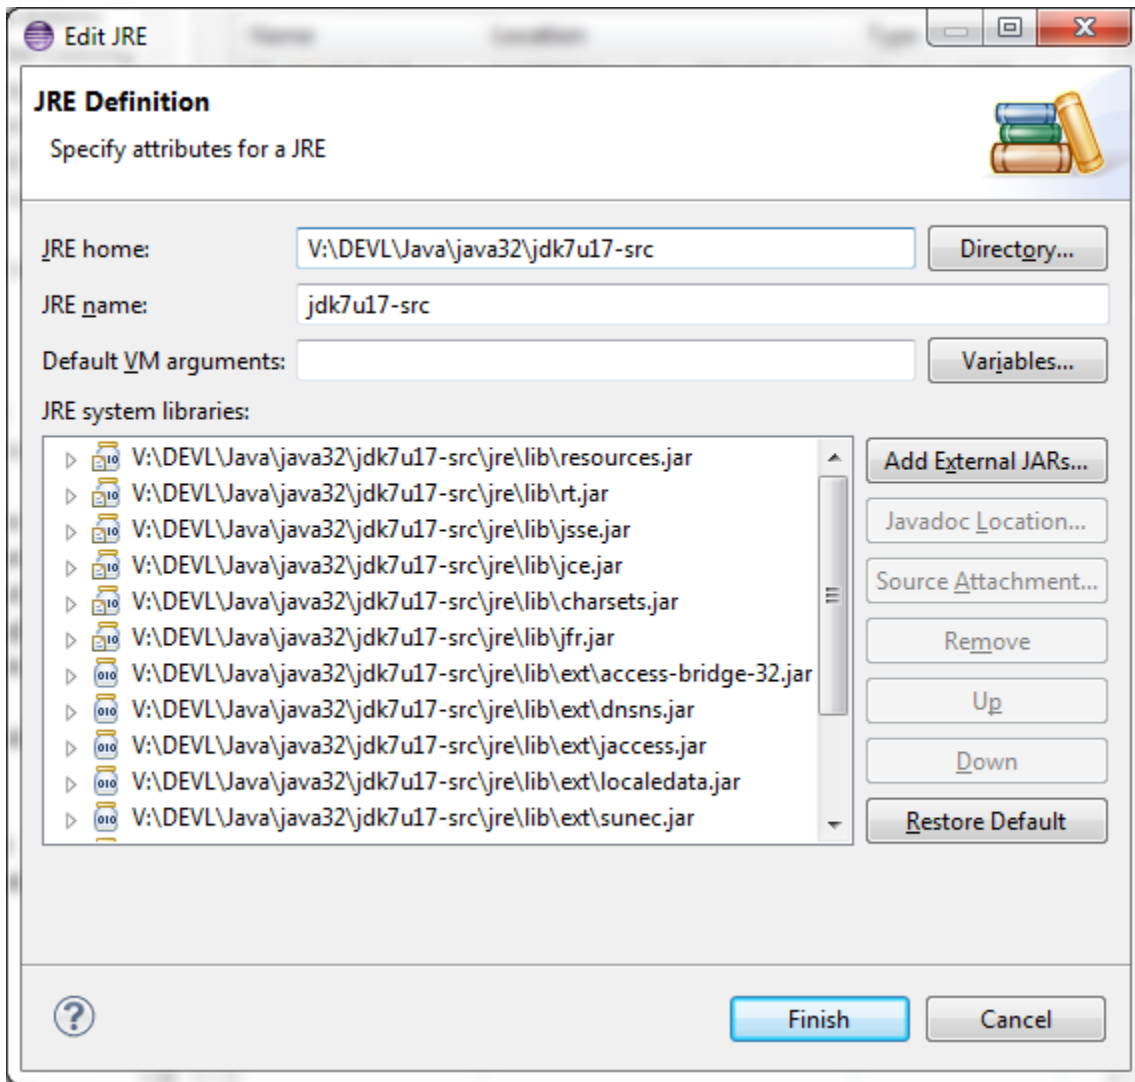 Edit JRE
Name Location Type
JRE Definition
Specify attributes for a JRE
JRE home: V:\DEVL\Java\java32\jdk7u17-src Directory...
JRE name: jdk7u17-src
Default VM arguments: Variables...
JRE system libraries:
V:\DEVL\Java\java32\jdk7u17-src\jre\lib\resources.jar Add External JARs...
V:\DEVL\Java\java32\jdk7u17-src\jre\lib\rt.jar
V:\DEVL\Java\java32\jdk7u17-src\jre\lib\jsse.jar Javadoc Location...
V:\DEVL\Java\java32\jdk7u17-src\jre\lib\jce.jar Source Attachment...
V:\DEVL\Java\java32\jdk7u17-src\jre\lib\charsets.jar
V:\DEVL\Java\java32\jdk7u17-src\jre\lib\jfr.jar Remove
V:\DEVL\Java\java32\jdk7u17-src\jre\lib\ext\access-bridge-32.jar
V:\DEVL\Java\java32\jdk7u17-src\jre\lib\ext\dnsns.jar Up
V:\DEVL\Java\java32\jdk7u17-src\jre\lib\ext\jaccess.jar Down
V:\DEVL\Java\java32\jdk7u17-src\jre\lib\ext\localedata.jar
V:\DEVL\Java\java32\jdk7u17-src\jre\lib\ext\sunec.jar Restore Default
Finish Cancel